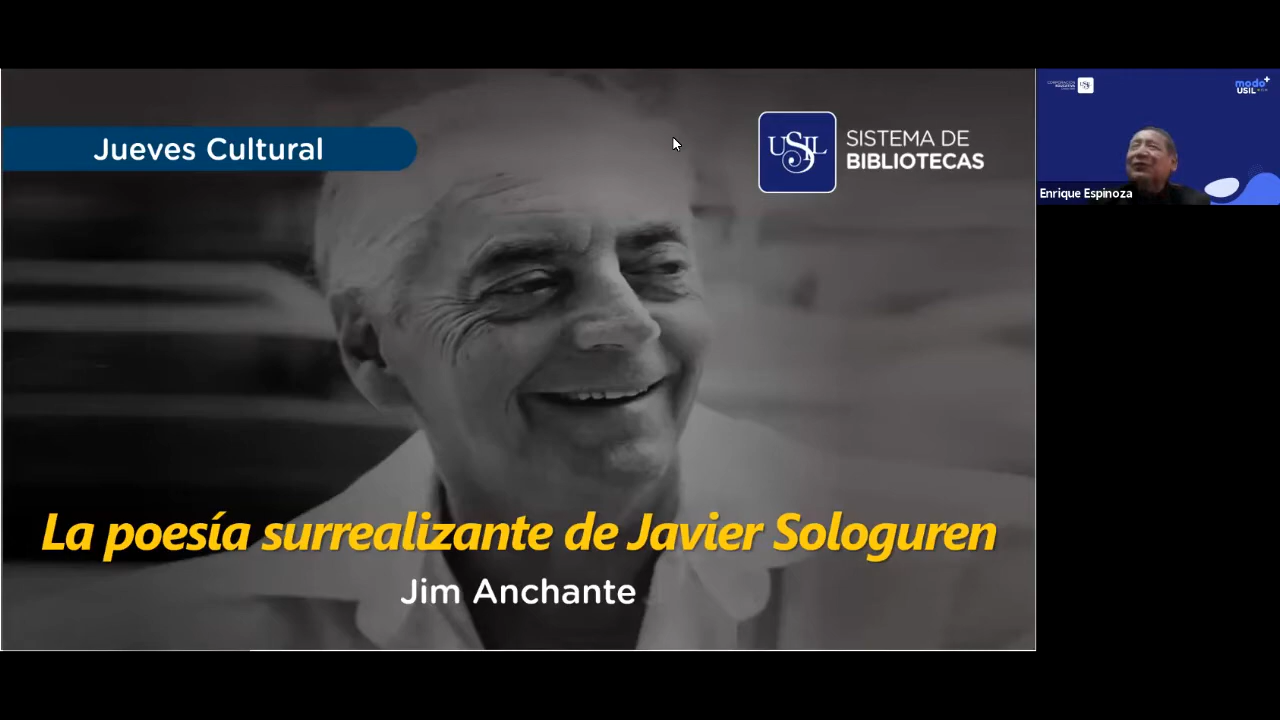 Jueves Cultural
USIL
SISTEMA DE
BIBLIOTECAS
La poesía surrealizante de Javier Sologuren
Jim Anchante
modo+
USIL
Enrique Espinoza